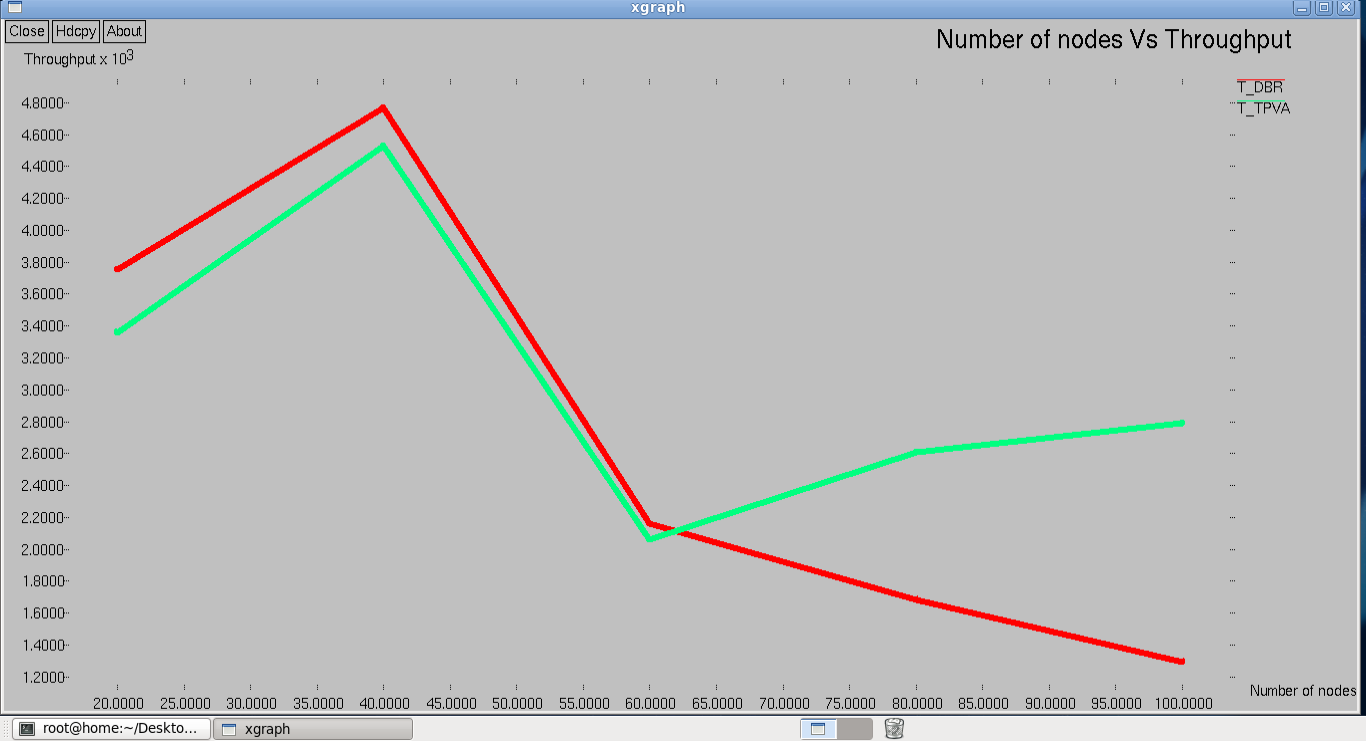 xgraph
Close Hdcpy About
Number of nodes Vs Throughput
Throughput x 10³
T_DBR
T_TPVA
4.8000
4.6000
4.4000
4.2000
4.0000
3.8000
3.6000
3.4000
3.2000
3.0000
2.8000
2.6000
2.4000
2.2000
2.0000
1.8000
1.6000
1.4000
1.2000
Number of nodes
20.0000 25.0000 30.0000 35.0000 40.0000 45.0000 50.0000 55.0000 60.0000 65.0000 70.0000 75.0000 80.0000 85.0000 90.0000 95.0000 100.0000
root@home:~/Deskto... xgraph